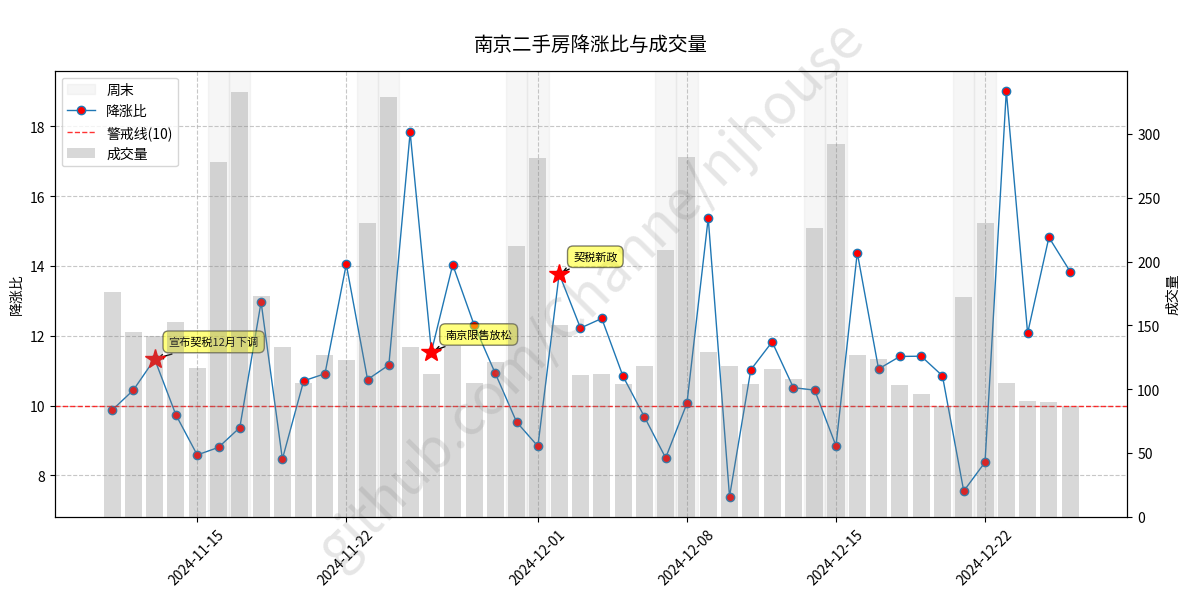 南京二手房降涨比与成交量
周末
降涨比
警戒线(10)
成交量
18
16
14
12
10
8
降涨比
300
250
200
150
100
50
0
成交量
宣布契税12月下调
南京限售放松
契税新政
2024-11-15
2024-11-22
2024-12-01
2024-12-08
2024-12-15
2024-12-22
github.com/channe/njhouse